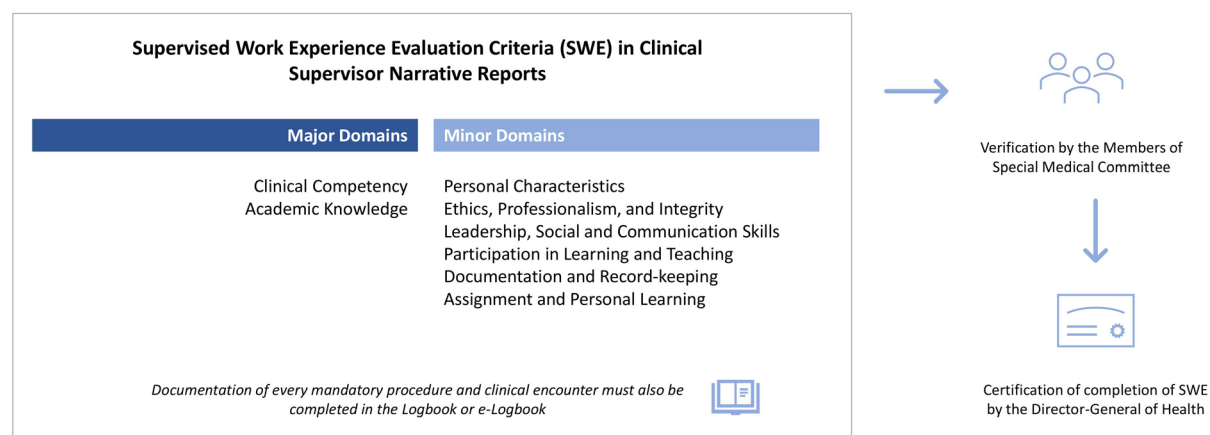 Supervised Work Experience Evaluation Criteria (SWE) in Clinical
Supervisor Narrative Reports
Major Domains
Clinical Competency
Academic Knowledge
Minor Domains
Personal Characteristics
Ethics, Professionalism, and Integrity
Leadership, Social and Communication Skills
Participation in Learning and Teaching
Documentation and Record-keeping
Assignment and Personal Learning
Documentation of every mandatory procedure and clinical encounter must also be
completed in the Logbook or e-Logbook
Verification by the Members of
Special Medical Committee
Certification of completion of SWE
by the Director-General of Health